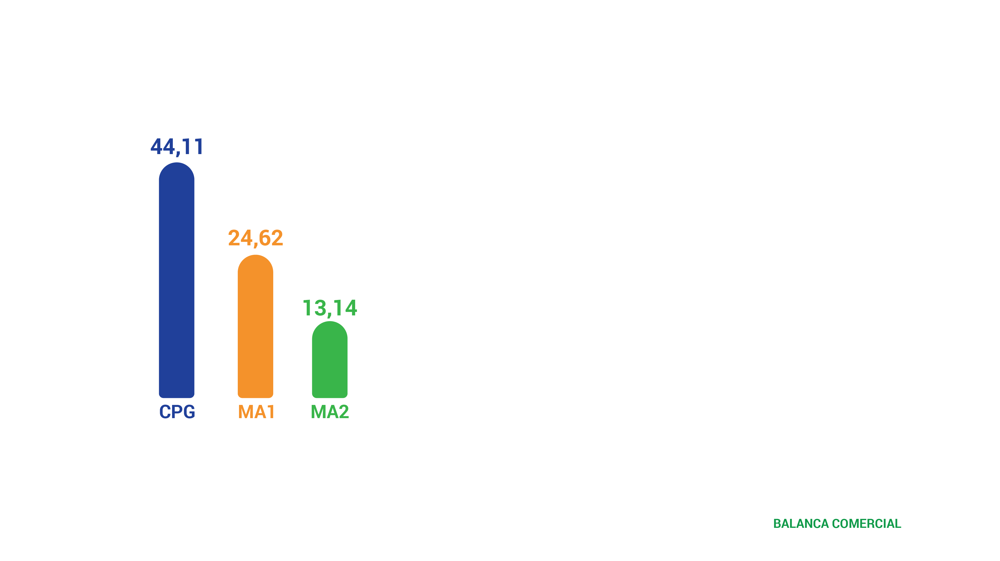 44,11
24,62
13,14
CPG
MA1
MA2
BALANCA COMERCIAL